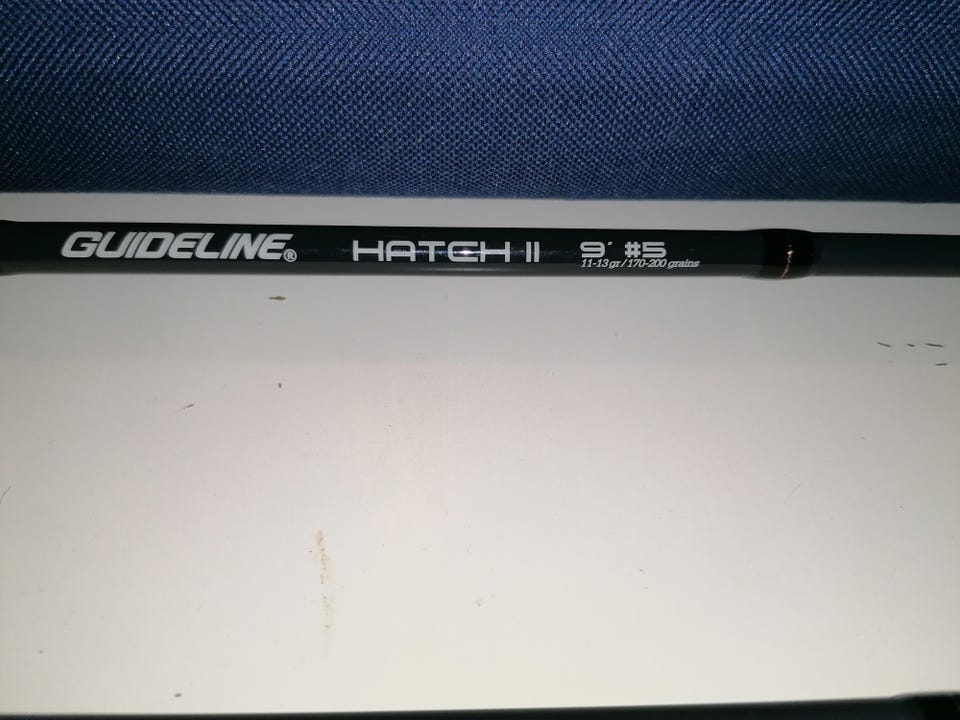 GUIDELINE® HATCH II 9' #5
11-13 gr / 170-200 grains